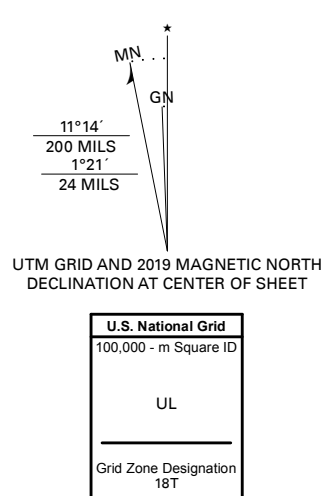 ★
MN
GN
11°14´
200 MILS
1°21´
24 MILS
UTM GRID AND 2019 MAGNETIC NORTH
DECLINATION AT CENTER OF SHEET
U.S. National Grid
100,000 - m Square ID
UL
Grid Zone Designation
18T